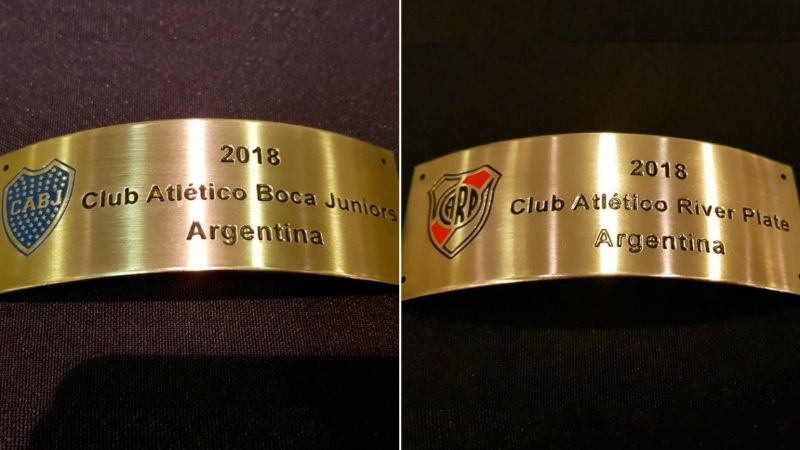 2018
CABJ
Club Atlético Boca Juniors
Argentina
2018
CARP
Club Atlético River Plate
Argentina